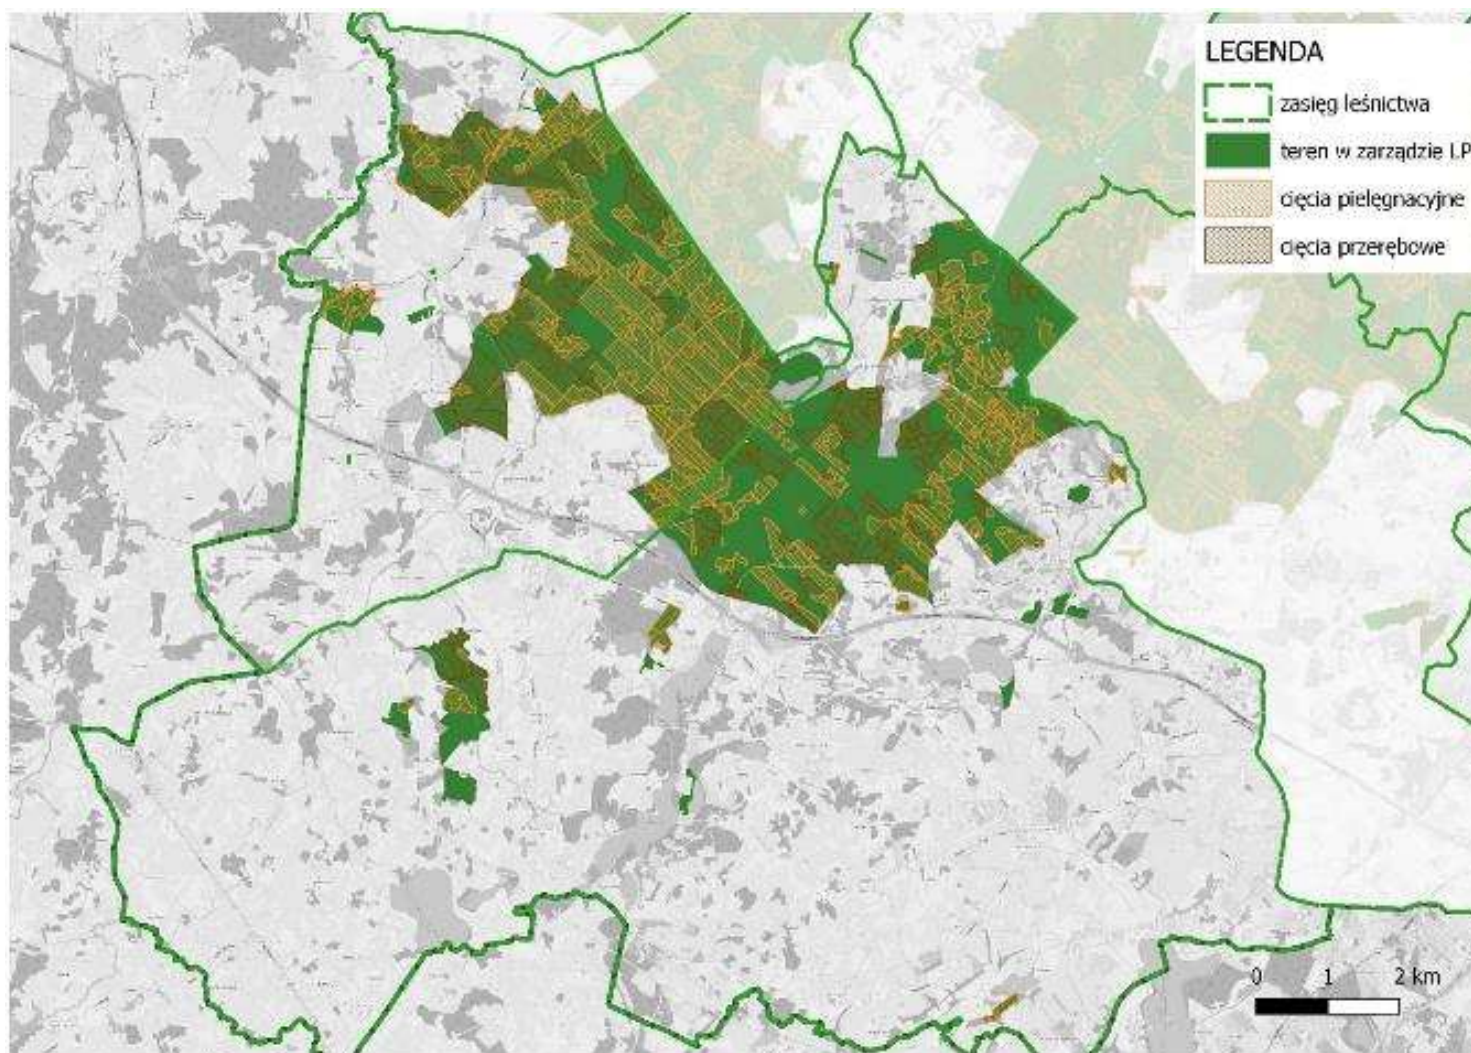 LEGENDA
zasięg leśnictwa
teren w zarządzie LP
cięcia pielęgnacyjne
cięcia przerębowe
0 1 2 km